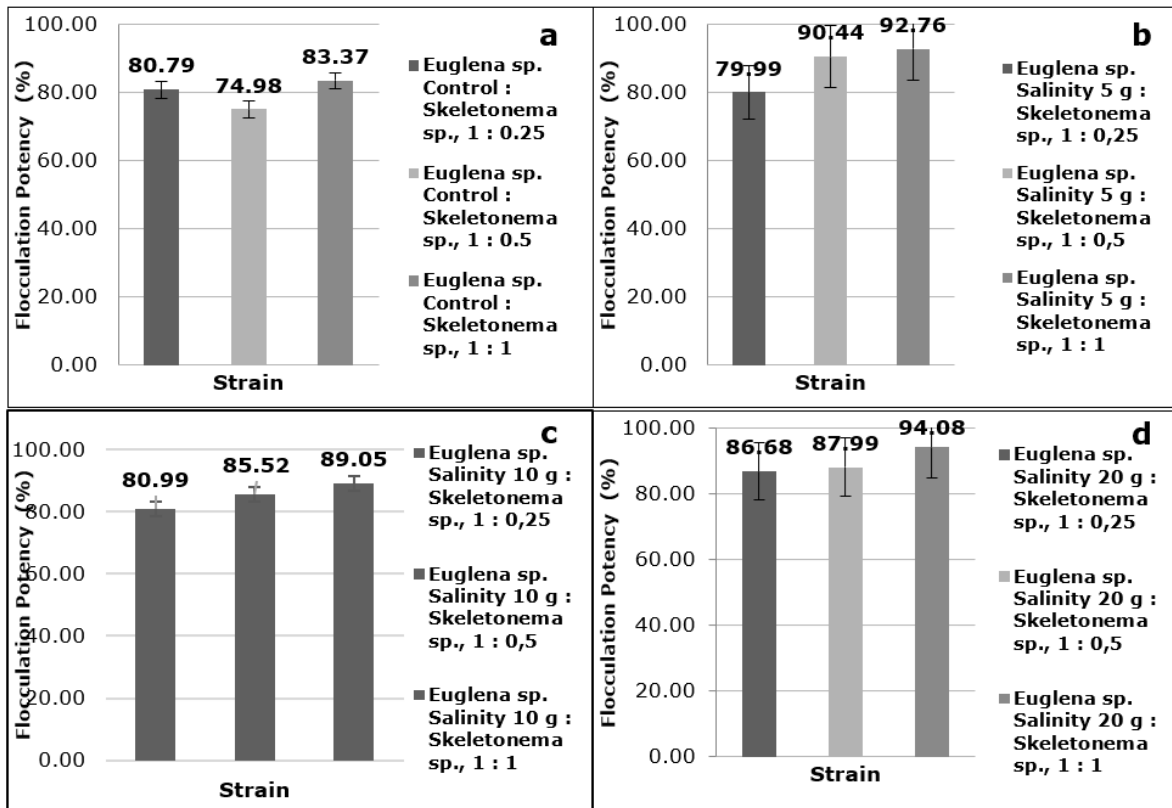 a
Flocculation Potency (%)
100.00
80.00
60.00
40.00
20.00
0.00
80.79
74.98
83.37
Strain
Euglena sp.
Control :
Skeletonema
sp., 1 : 0.25
Euglena sp.
Control :
Skeletonema
sp., 1 : 0.5
Euglena sp.
Control :
Skeletonema
sp., 1 : 1
b
Flocculation Potency (%)
100.00
80.00
60.00
40.00
20.00
0.00
79.99
90.44
92.76
Strain
Euglena sp.
Salinity 5 g :
Skeletonema
sp., 1 : 0,25
Euglena sp.
Salinity 5 g :
Skeletonema
sp., 1 : 0,5
Euglena sp.
Salinity 5 g :
Skeletonema
sp., 1 : 1
c
Flocculation Potency (%)
100.00
80.00
60.00
40.00
20.00
0.00
80.99
85.52
89.05
Strain
Euglena sp.
Salinity 10 g :
Skeletonema
sp., 1 : 0,25
Euglena sp.
Salinity 10 g :
Skeletonema
sp., 1 : 0,5
Euglena sp.
Salinity 10 g :
Skeletonema
sp., 1 : 1
d
Flocculation Potency (%)
100.00
80.00
60.00
40.00
20.00
0.00
86.68
87.99
94.08
Strain
Euglena sp.
Salinity 20 g :
Skeletonema
sp., 1 : 0,25
Euglena sp.
Salinity 20 g :
Skeletonema
sp., 1 : 0,5
Euglena sp.
Salinity 20 g :
Skeletonema
sp., 1 : 1